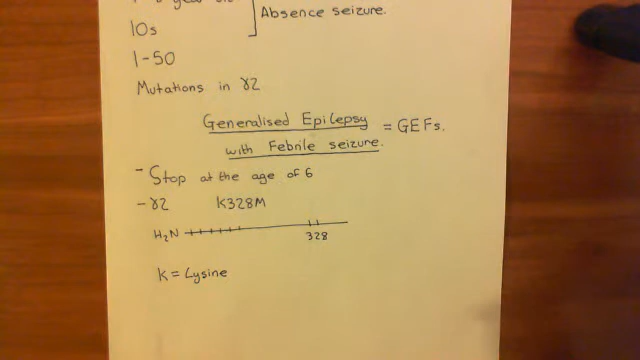 year
10s
Absence seizure.
1-50
Mutations in γ2
Generalised Epilepsy
with Febrile seizure. = GEFs.
- Stop at the age of 6
- γ2 K328M
H₂N
328
K = Lysine